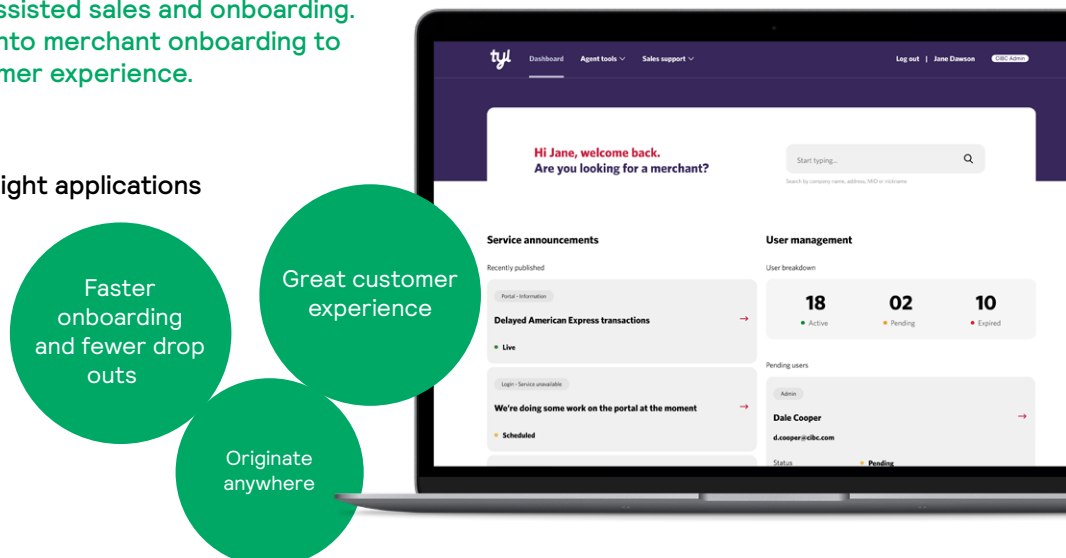 ssisted sales and onboarding.
nto merchant onboarding to
mer experience.
ight applications
Faster
onboarding
and fewer drop
outs
Great customer
experience
Originate
anywhere
tyl
Dashboard Agent tools Sales support Log out | Jane Dawson CIBC Admin
Hi Jane, welcome back.
Are you looking for a merchant?
Start typing...
Search by company name, address, MID or nickname
Service announcements
Recently published
Portal - Information
Delayed American Express transactions
Live
Login - Service unavailable
We're doing some work on the portal at the moment
Scheduled
User management
User breakdown
18 02 10
Active Pending Expired
Pending users
Admin
Dale Cooper
d.cooper@cibc.com
Status Pending